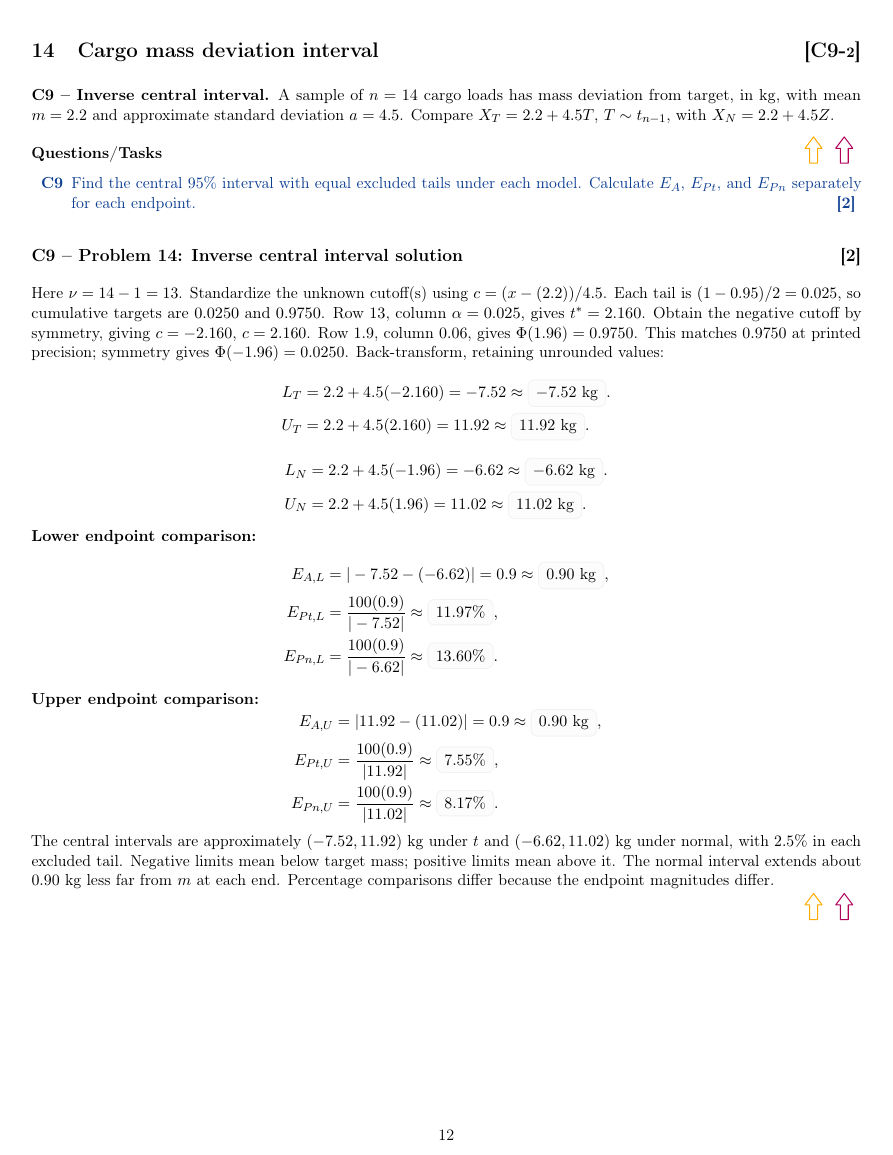 14 Cargo mass deviation interval [C9-2]
C9 – Inverse central interval. A sample of n = 14 cargo loads has mass deviation from target, in kg, with mean
m = 2.2 and approximate standard deviation a = 4.5. Compare X_T = 2.2 + 4.5T, T ∼ t_{n−1}, with X_N = 2.2 + 4.5Z.
Questions/Tasks
C9 Find the central 95% interval with equal excluded tails under each model. Calculate E_A, E_{Pt}, and E_{Pn} separately
for each endpoint. [2]
C9 – Problem 14: Inverse central interval solution [2]
Here ν = 14 − 1 = 13. Standardize the unknown cutoff(s) using c = (x − (2.2))/4.5. Each tail is (1 − 0.95)/2 = 0.025, so
cumulative targets are 0.0250 and 0.9750. Row 13, column α = 0.025, gives t* = 2.160. Obtain the negative cutoff by
symmetry, giving c = −2.160, c = 2.160. Row 1.9, column 0.06, gives Φ(1.96) = 0.9750. This matches 0.9750 at printed
precision; symmetry gives Φ(−1.96) = 0.0250. Back-transform, retaining unrounded values:
L_T = 2.2 + 4.5(−2.160) = −7.52 ≈ −7.52 kg .
U_T = 2.2 + 4.5(2.160) = 11.92 ≈ 11.92 kg .
L_N = 2.2 + 4.5(−1.96) = −6.62 ≈ −6.62 kg .
U_N = 2.2 + 4.5(1.96) = 11.02 ≈ 11.02 kg .
Lower endpoint comparison:
E_{A,L} = | − 7.52 − (−6.62)| = 0.9 ≈ 0.90 kg ,
E_{Pt,L} = 100(0.9) / | − 7.52| ≈ 11.97% ,
E_{Pn,L} = 100(0.9) / | − 6.62| ≈ 13.60% .
Upper endpoint comparison:
E_{A,U} = |11.92 − (11.02)| = 0.9 ≈ 0.90 kg ,
E_{Pt,U} = 100(0.9) / |11.92| ≈ 7.55% ,
E_{Pn,U} = 100(0.9) / |11.02| ≈ 8.17% .
The central intervals are approximately (−7.52, 11.92) kg under t and (−6.62, 11.02) kg under normal, with 2.5% in each
excluded tail. Negative limits mean below target mass; positive limits mean above it. The normal interval extends about
0.90 kg less far from m at each end. Percentage comparisons differ because the endpoint magnitudes differ.
12